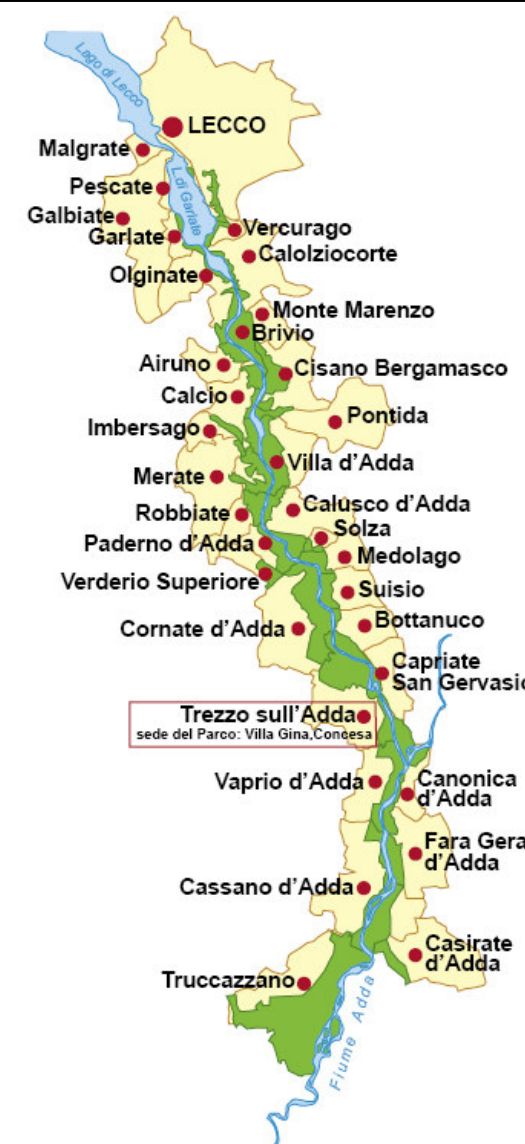 Lago di Lecco
LECCO
Malgrate
L.di Garlate
Pescate
Galbiate
Garlate
Vercurago
Calolziocorte
Olginate
Monte Marenzo
Brivio
Airuno
Cisano Bergamasco
Calcio
Pontida
Imbersago
Villa d'Adda
Merate
Calusco d'Adda
Robbiate
Solza
Paderno d'Adda
Medolago
Verderio Superiore
Suisio
Cornate d'Adda
Bottanuco
Capriate
San Gervasio
Trezzo sull'Adda
sede del Parco: Villa Gina,Concesa
Vaprio d'Adda
Canonica
d'Adda
Fara Gera
d'Adda
Cassano d'Adda
Casirate
d'Adda
Truccazzano
Fiume Adda